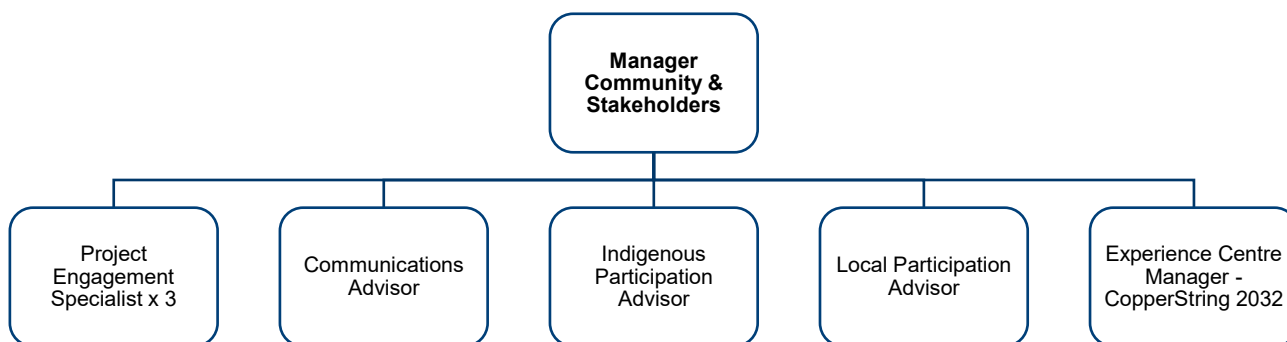 Manager
Community &
Stakeholders
Project
Engagement
Specialist x 3
Communications
Advisor
Indigenous
Participation
Advisor
Local Participation
Advisor
Experience Centre
Manager -
CopperString 2032